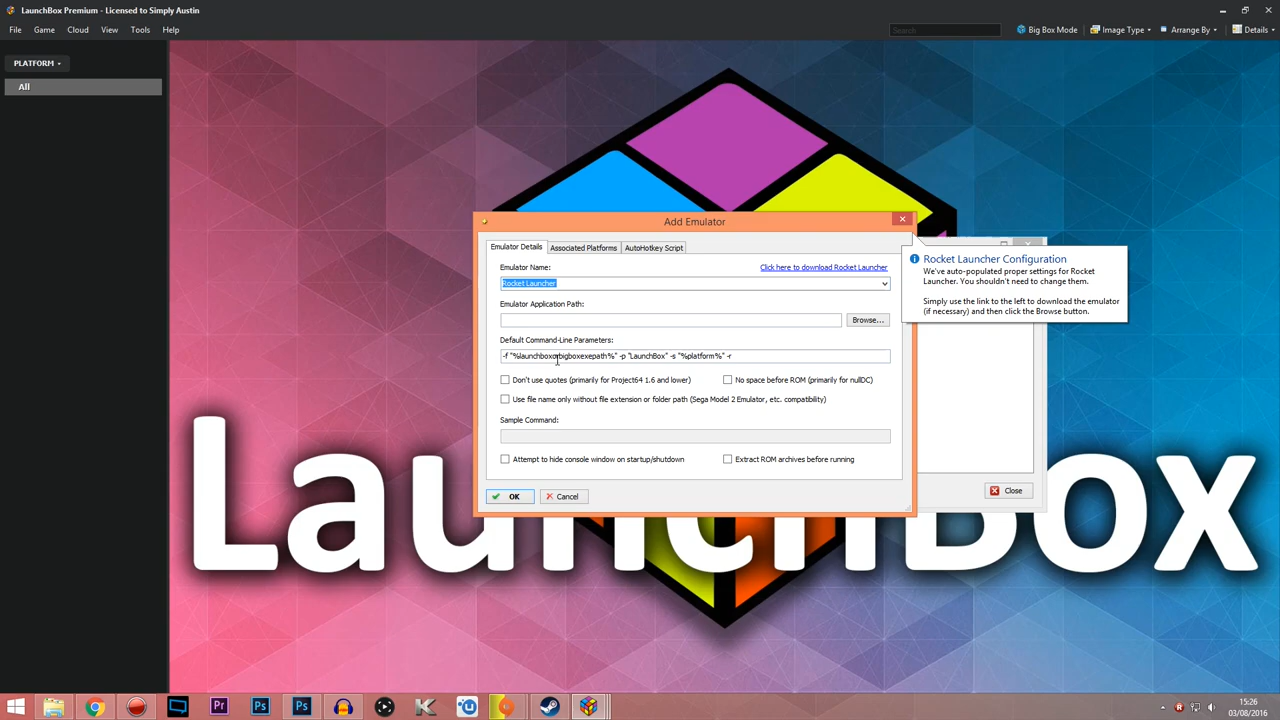 LaunchBox Premium - Licensed to Simply Austin
File Game Cloud View Tools Help
Search
Big Box Mode Image Type Arrange By Details
PLATFORM
All
Add Emulator
Emulator Details Associated Platforms AutoHotkey Script
Emulator Name: Click here to download Rocket Launcher
Rocket Launcher
Emulator Application Path:
Browse...
Default Command-Line Parameters:
-f "%launchboxorbigboxexepath%" -p "LaunchBox" -s "%platform%" -r
Don't use quotes (primarily for Project64 1.6 and lower) No space before ROM (primarily for nullDC)
Use file name only without file extension or folder path (Sega Model 2 Emulator, etc. compatibility)
Sample Command:
Attempt to hide console window on startup/shutdown Extract ROM archives before running
OK Cancel
Rocket Launcher Configuration
We've auto-populated proper settings for Rocket
Launcher. You shouldn't need to change them.
Simply use the link to the left to download the emulator
(if necessary) and then click the Browse button.
Close
LaunchBox
Pr Ps Ps K
15:26
03/08/2016